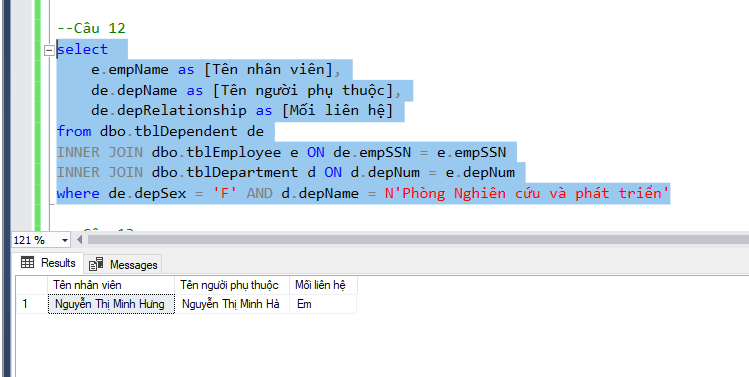 --Câu 12
select
e.empName as [Tên nhân viên],
de.depName as [Tên người phụ thuộc],
de.depRelationship as [Mối liên hệ]
from dbo.tblDependent de
INNER JOIN dbo.tblEmployee e ON de.empSSN = e.empSSN
INNER JOIN dbo.tblDepartment d ON d.depNum = e.depNum
where de.depSex = 'F' AND d.depName = N'Phòng Nghiên cứu và phát triển'
121 %
Results Messages
Tên nhân viên Tên người phụ thuộc Mối liên hệ
1 Nguyễn Thị Minh Hưng Nguyễn Thị Minh Hà Em